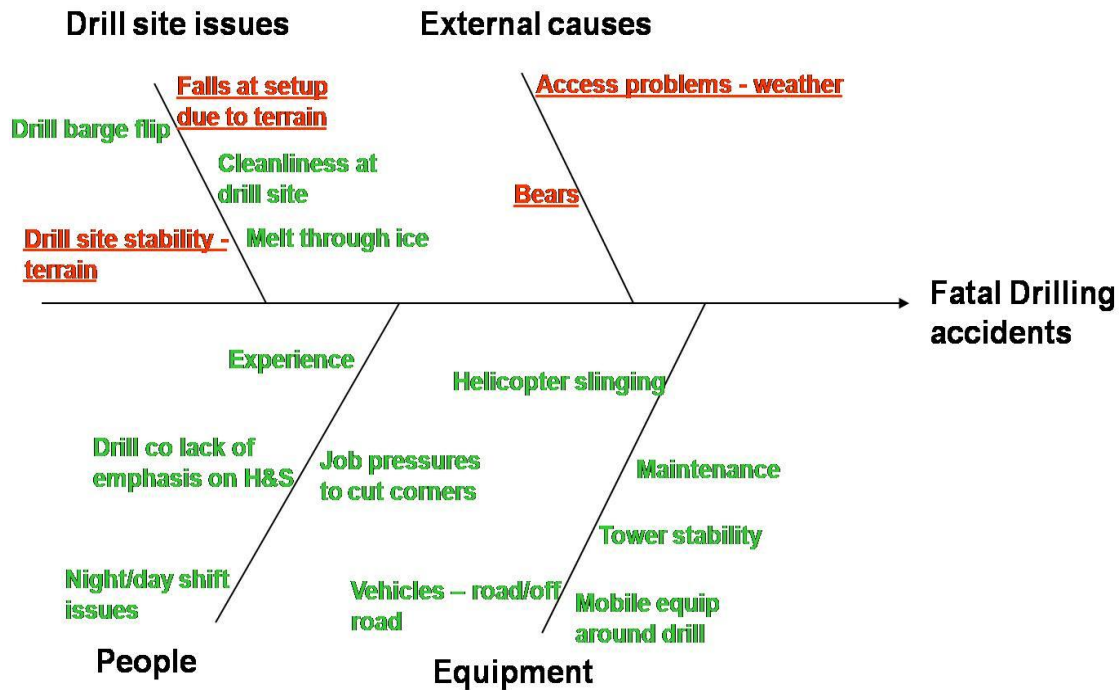 Drill site issues
External causes
Falls at setup
due to terrain
Access problems - weather
Drill barge flip
Cleanliness at
drill site
Bears
Drill site stability -
terrain
Melt through ice
Fatal Drilling
accidents
Experience
Helicopter slinging
Drill co lack of
emphasis on H&S
Job pressures
to cut corners
Maintenance
Tower stability
Night/day shift
issues
Vehicles – road/off
road
Mobile equip
around drill
People
Equipment